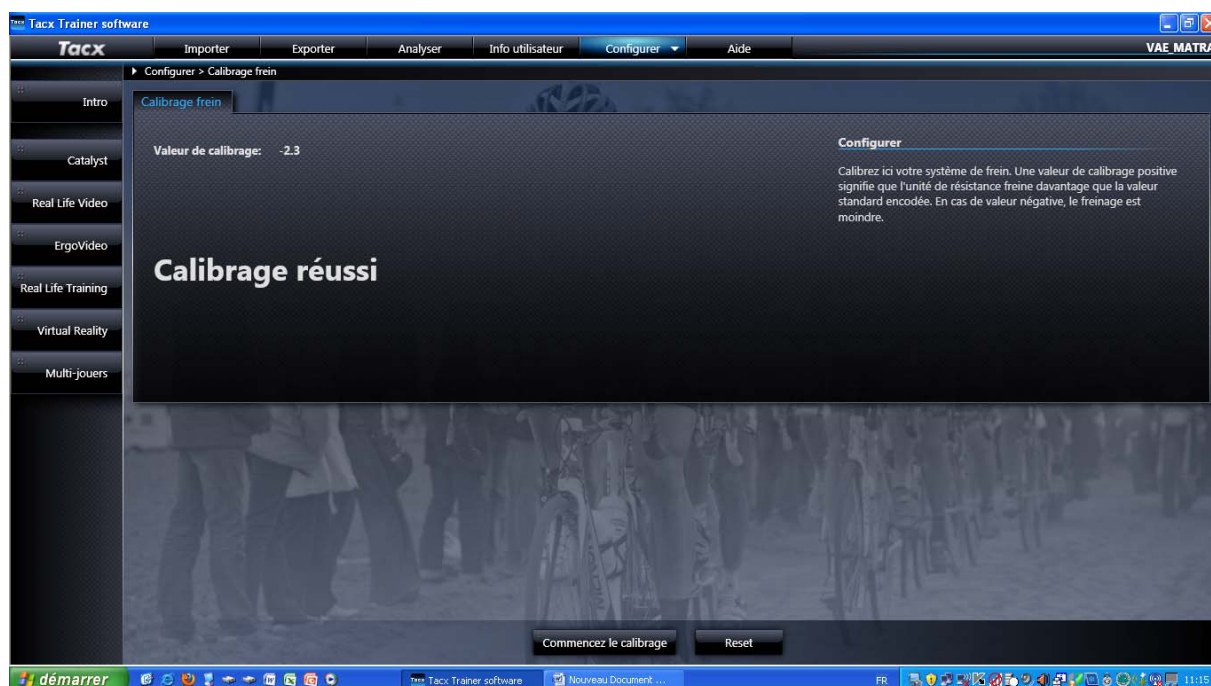 Tacx Trainer software
Tacx Importer Exporter Analyser Info utilisateur Configurer Aide VAE_MATRA
Configurer > Calibrage frein
Intro
Catalyst
Real Life Video
ErgoVideo
Real Life Training
Virtual Reality
Multi-jouers
Calibrage frein
Valeur de calibrage: -2.3
Calibrage réussi
Configurer
Calibrez ici votre système de frein. Une valeur de calibrage positive
signifie que l'unité de résistance freine davantage que la valeur
standard encodée. En cas de valeur négative, le freinage est
moindre.
Commencez le calibrage Reset
démarrer Tacx Trainer software Nouveau Document ... FR 11:15